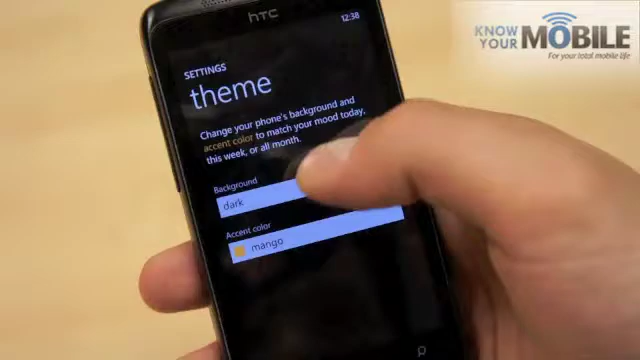 hTC
12:38
KNOW YOUR MOBILE
For your total mobile life
SETTINGS
theme
Change your phone's background and
accent color to match your mood today,
this week, or all month.
Background
dark
Accent color
mango